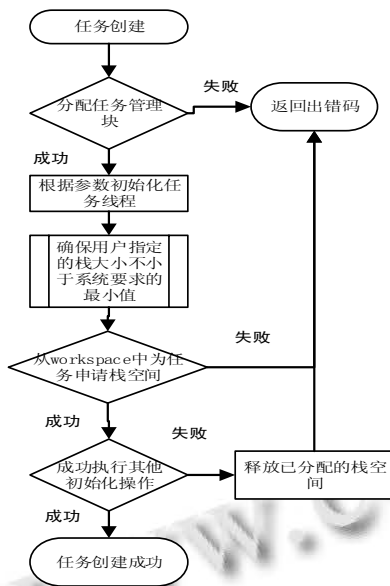 任务创建
分配任务管理
块
失败
返回出错码
成功
根据参数初始化任
务线程
确保用户指定
的栈大小不小
于系统要求的
最小值
从workspace中为任
务申请栈空间
失败
成功
失败
成功执行其他
初始化操作
释放已分配的栈空
间
成功
任务创建成功